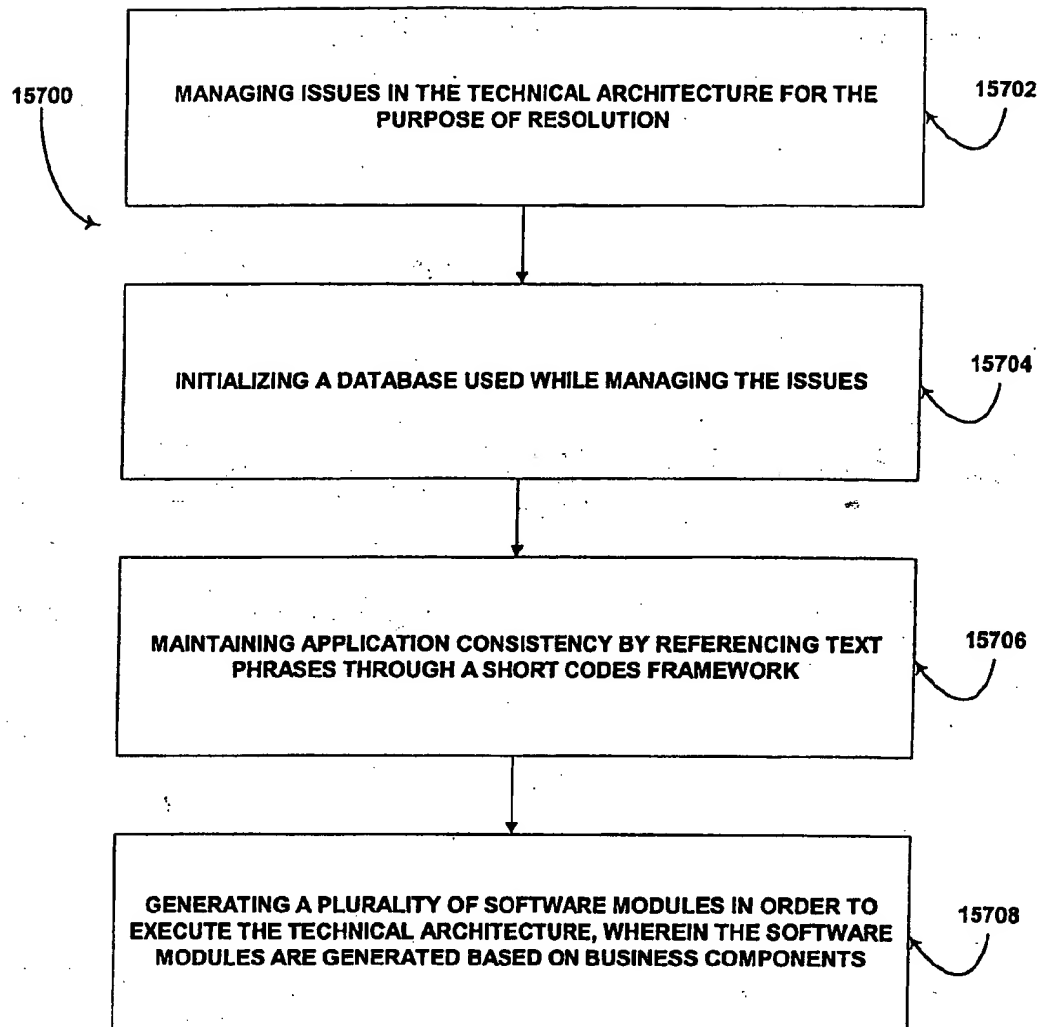 15700
MANAGING ISSUES IN THE TECHNICAL ARCHITECTURE FOR THE
PURPOSE OF RESOLUTION
15702
INITIALIZING A DATABASE USED WHILE MANAGING THE ISSUES
15704
MAINTAINING APPLICATION CONSISTENCY BY REFERENCING TEXT
PHRASES THROUGH A SHORT CODES FRAMEWORK
15706
GENERATING A PLURALITY OF SOFTWARE MODULES IN ORDER TO
EXECUTE THE TECHNICAL ARCHITECTURE, WHEREIN THE SOFTWARE
MODULES ARE GENERATED BASED ON BUSINESS COMPONENTS
15708